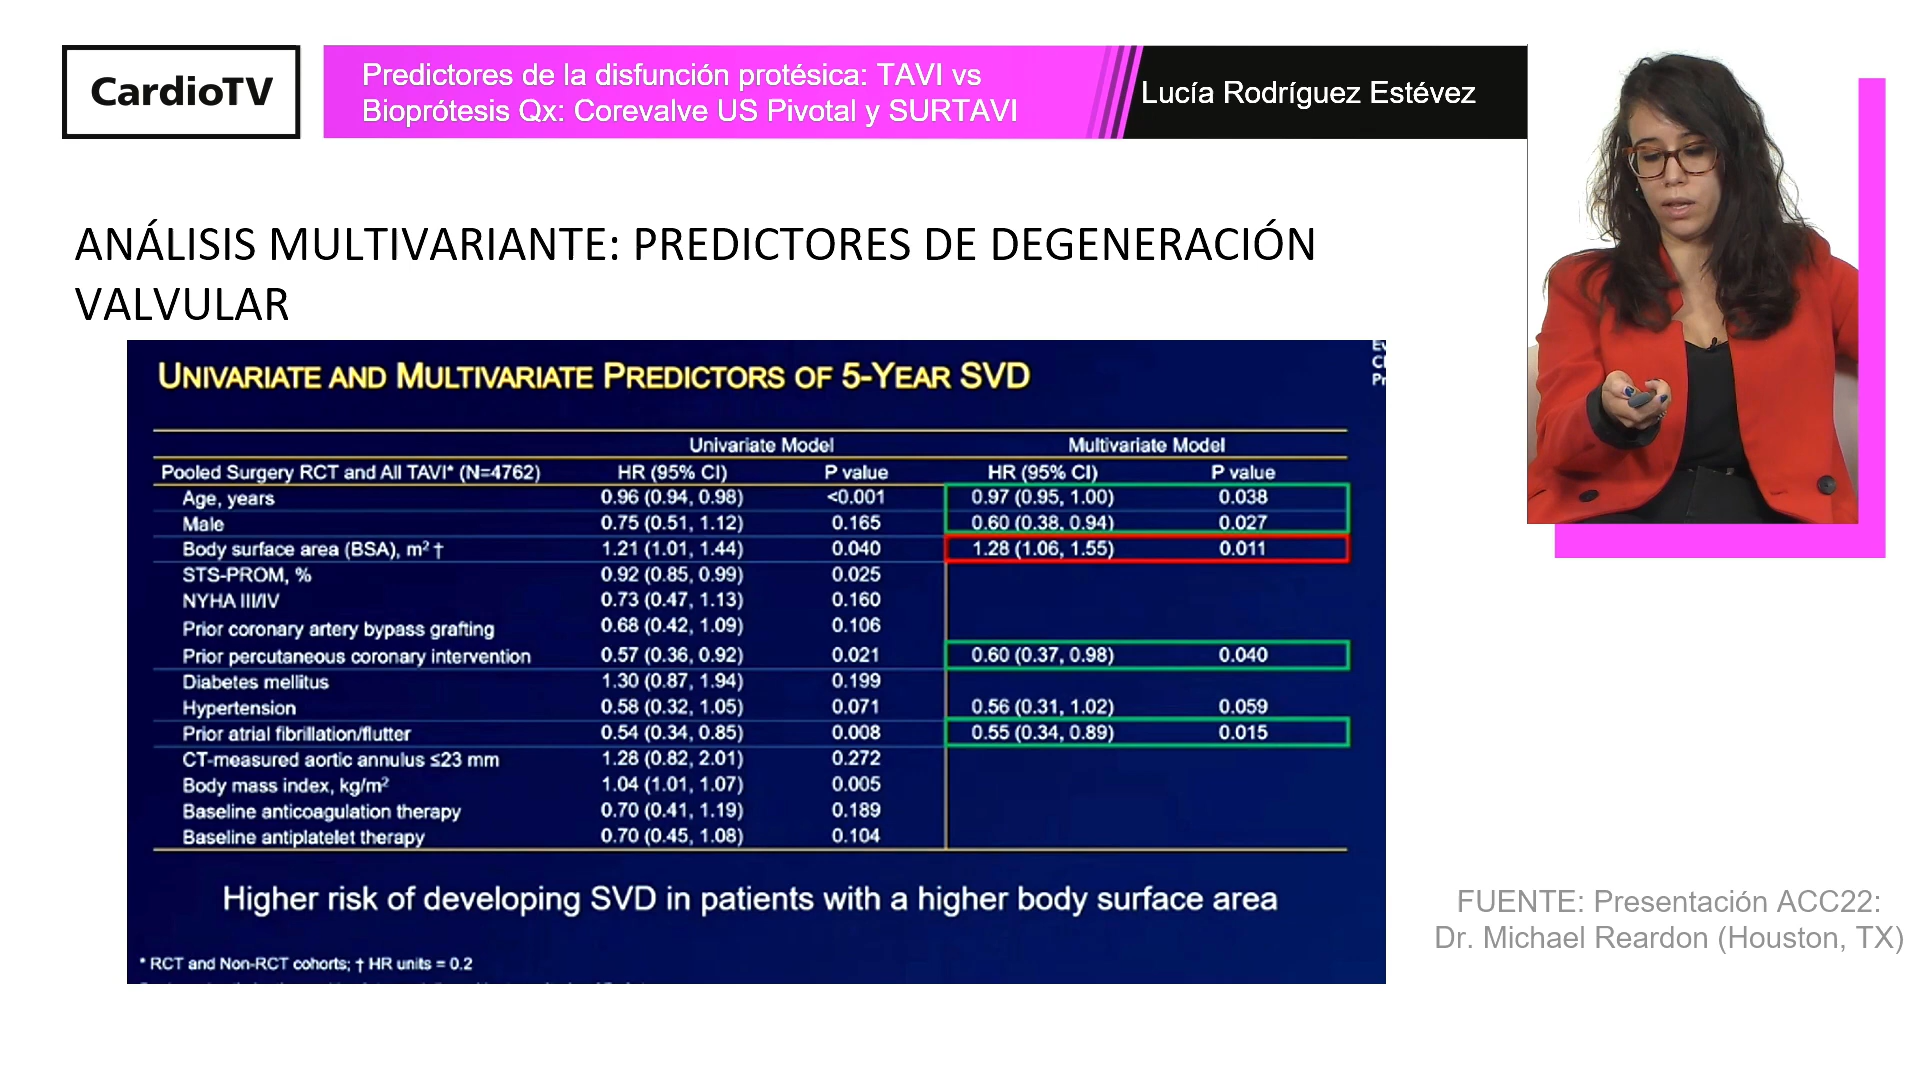 CardioTV
Predictores de la disfunción protésica: TAVI vs
Bioprótesis Qx: Corevalve US Pivotal y SURTAVI
Lucía Rodríguez Estévez
ANÁLISIS MULTIVARIANTE: PREDICTORES DE DEGENERACIÓN
VALVULAR
UNIVARIATE AND MULTIVARIATE PREDICTORS OF 5-YEAR SVD
Univariate Model Multivariate Model
Pooled Surgery RCT and All TAVI* (N=4762) HR (95% CI) P value HR (95% CI) P value
Age, years 0.96 (0.94, 0.98) <0.001 0.97 (0.95, 1.00) 0.038
Male 0.75 (0.51, 1.12) 0.165 0.60 (0.38, 0.94) 0.027
Body surface area (BSA), m² † 1.21 (1.01, 1.44) 0.040 1.28 (1.06, 1.55) 0.011
STS-PROM, % 0.92 (0.85, 0.99) 0.025
NYHA III/IV 0.73 (0.47, 1.13) 0.160
Prior coronary artery bypass grafting 0.68 (0.42, 1.09) 0.106
Prior percutaneous coronary intervention 0.57 (0.36, 0.92) 0.021 0.60 (0.37, 0.98) 0.040
Diabetes mellitus 1.30 (0.87, 1.94) 0.199
Hypertension 0.58 (0.32, 1.05) 0.071 0.56 (0.31, 1.02) 0.059
Prior atrial fibrillation/flutter 0.54 (0.34, 0.85) 0.008 0.55 (0.34, 0.89) 0.015
CT-measured aortic annulus ≤23 mm 1.28 (0.82, 2.01) 0.272
Body mass index, kg/m² 1.04 (1.01, 1.07) 0.005
Baseline anticoagulation therapy 0.70 (0.41, 1.19) 0.189
Baseline antiplatelet therapy 0.70 (0.45, 1.08) 0.104
Higher risk of developing SVD in patients with a higher body surface area
* RCT and Non-RCT cohorts; † HR units = 0.2
FUENTE: Presentación ACC22:
Dr. Michael Reardon (Houston, TX)